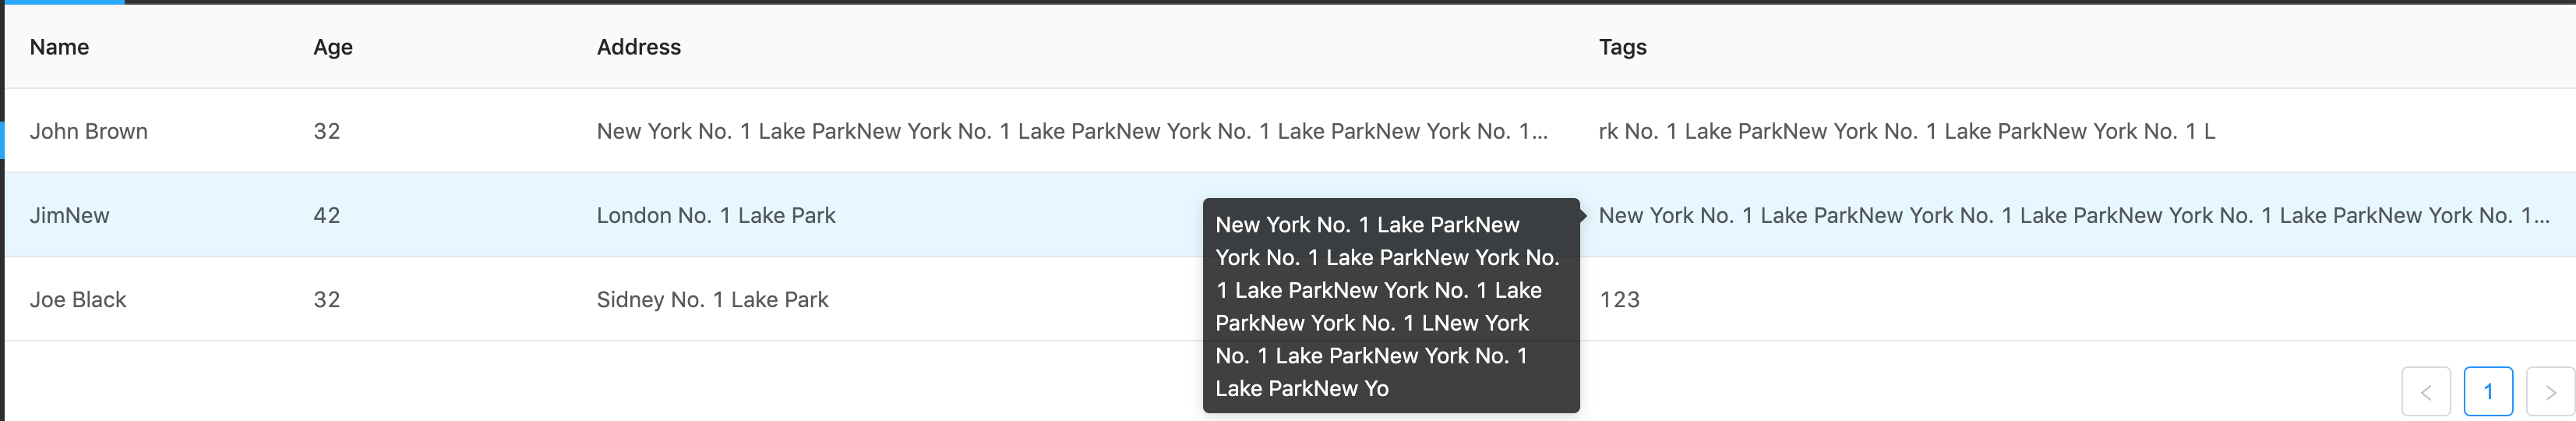 Name Age Address Tags
John Brown 32 New York No. 1 Lake ParkNew York No. 1 Lake ParkNew York No. 1 Lake ParkNew York No. 1... rk No. 1 Lake ParkNew York No. 1 Lake ParkNew York No. 1 L
JimNew 42 London No. 1 Lake Park New York No. 1 Lake ParkNew York No. 1 Lake ParkNew York No. 1 Lake ParkNew York No. 1...
New York No. 1 Lake ParkNew
York No. 1 Lake ParkNew York No.
1 Lake ParkNew York No. 1 Lake
ParkNew York No. 1 LNew York
No. 1 Lake ParkNew York No. 1
Lake ParkNew Yo
Joe Black 32 Sidney No. 1 Lake Park 123
< 1 >